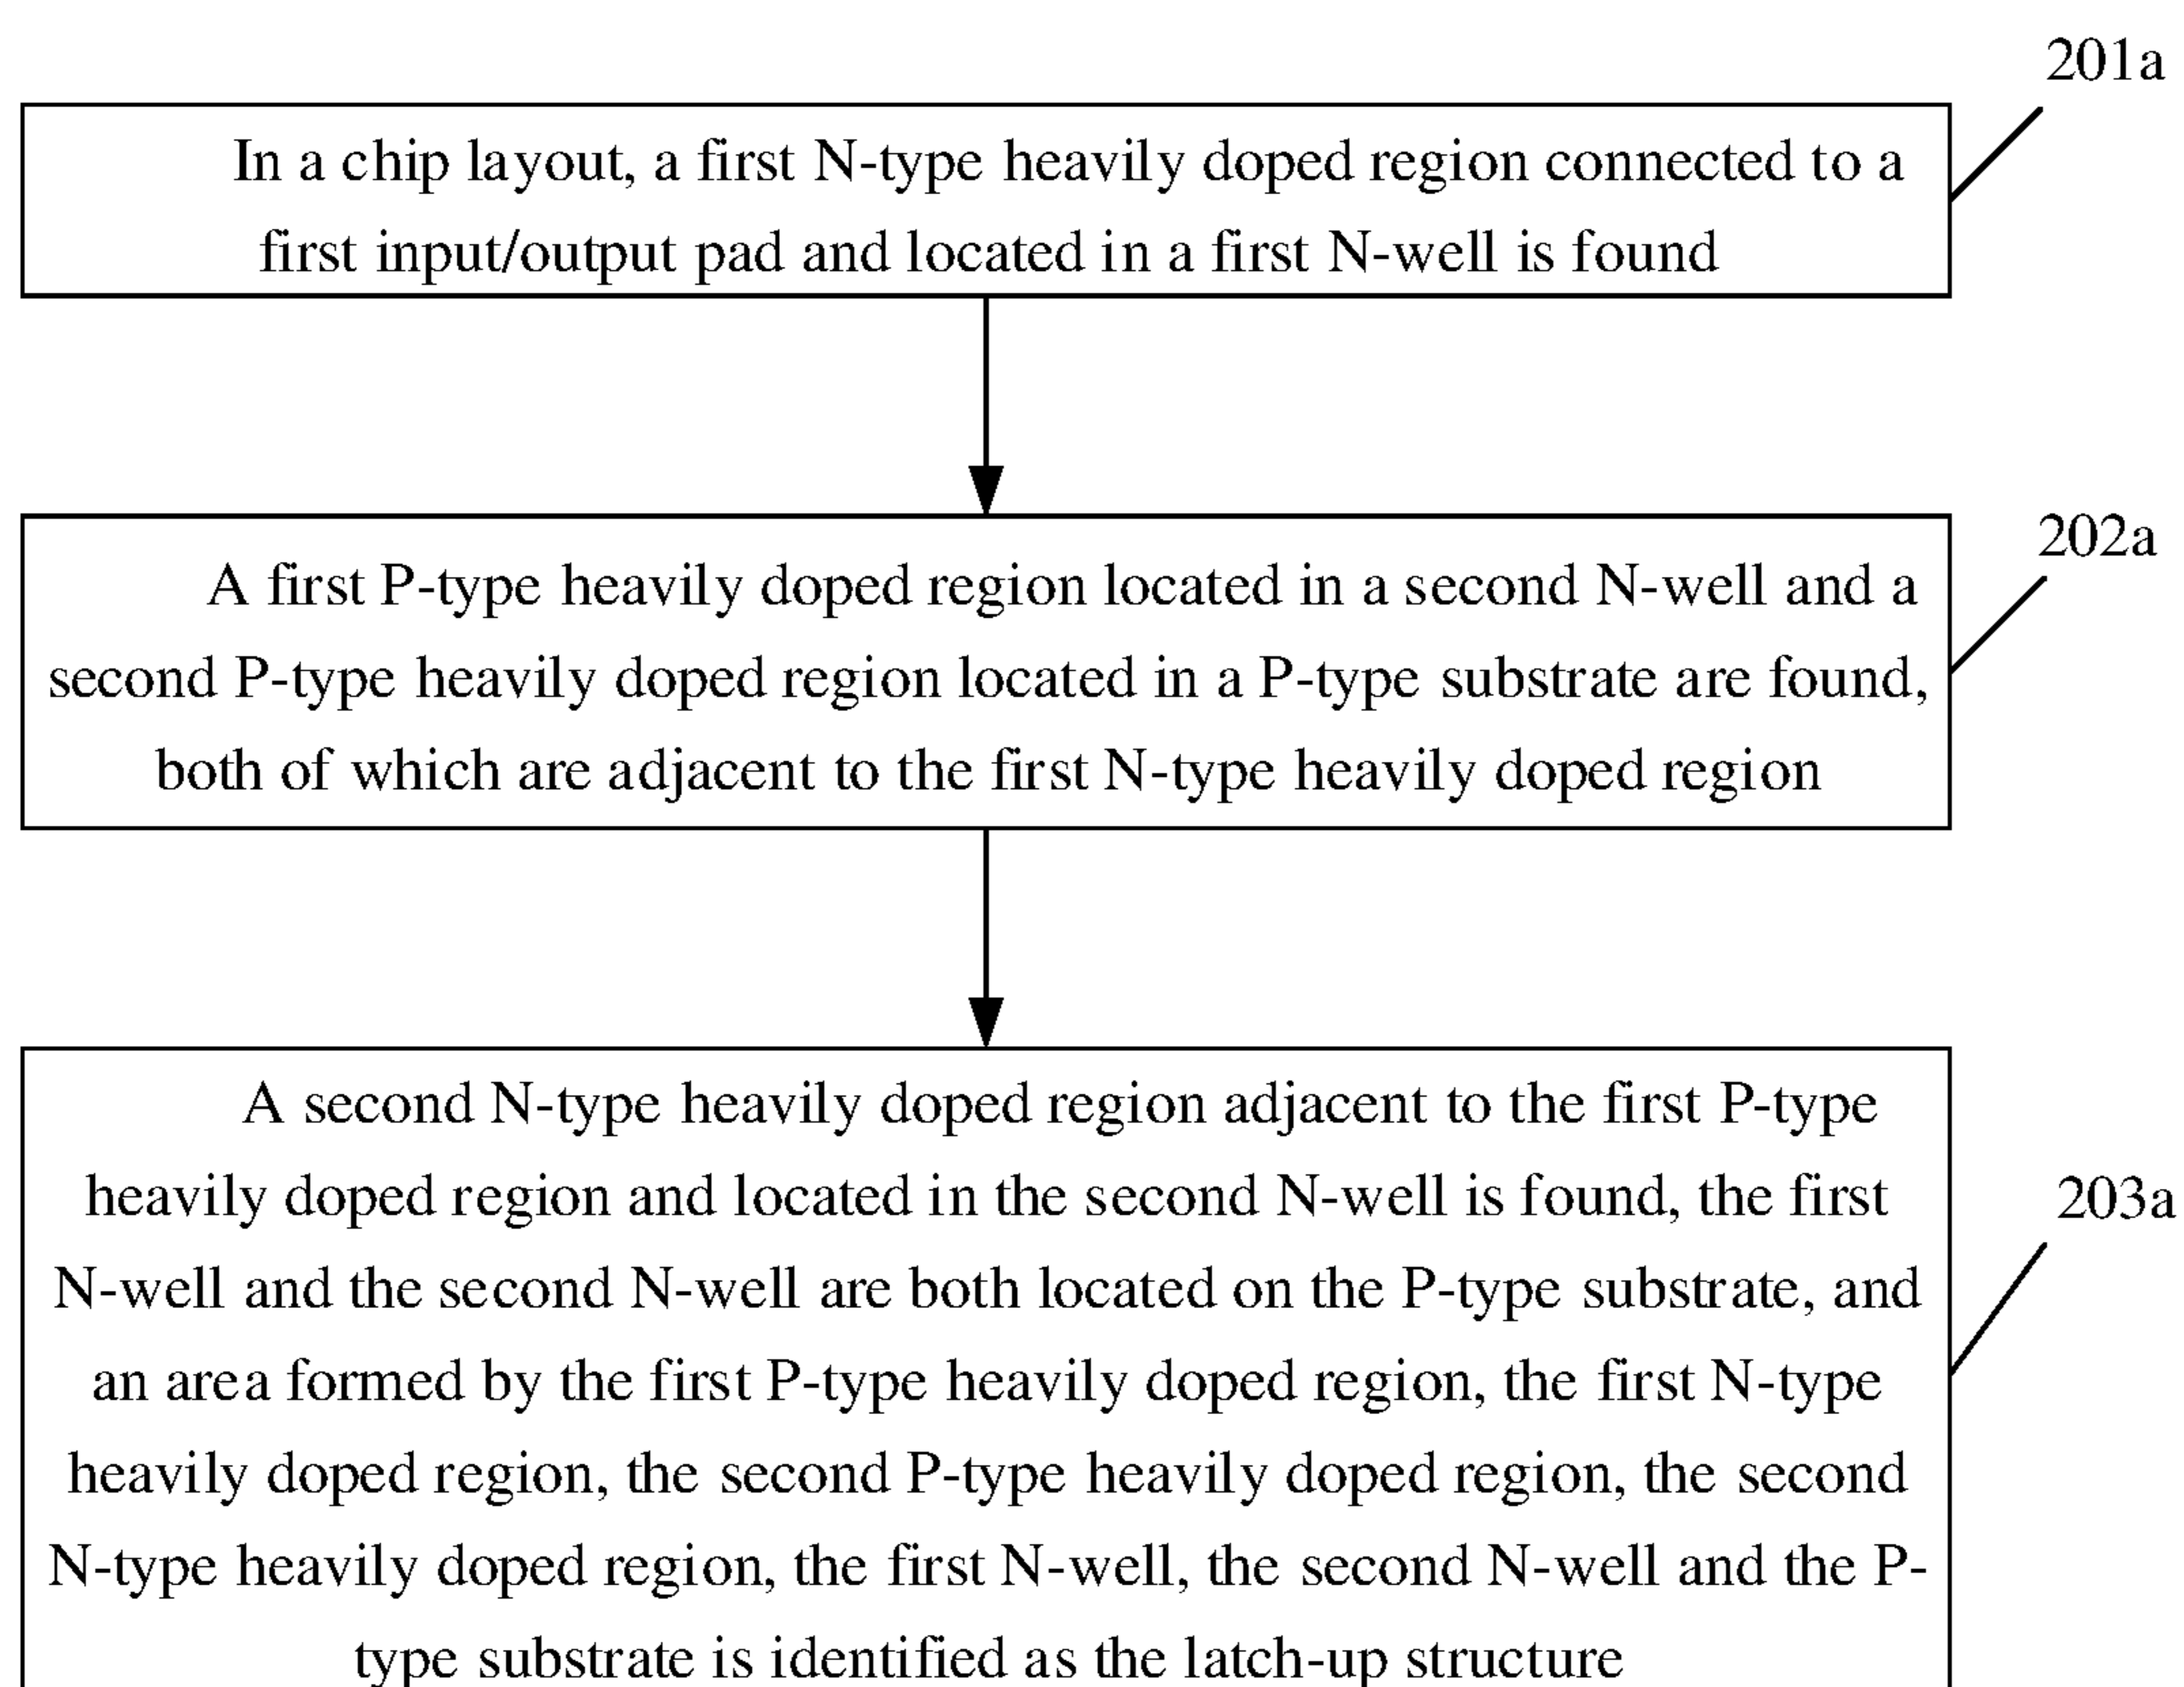 201a
In a chip layout, a first N-type heavily doped region connected to a
first input/output pad and located in a first N-well is found
202a
A first P-type heavily doped region located in a second N-well and a
second P-type heavily doped region located in a P-type substrate are found,
both of which are adjacent to the first N-type heavily doped region
203a
A second N-type heavily doped region adjacent to the first P-type
heavily doped region and located in the second N-well is found, the first
N-well and the second N-well are both located on the P-type substrate, and
an area formed by the first P-type heavily doped region, the first N-type
heavily doped region, the second P-type heavily doped region, the second
N-type heavily doped region, the first N-well, the second N-well and the P-
type substrate is identified as the latch-up structure